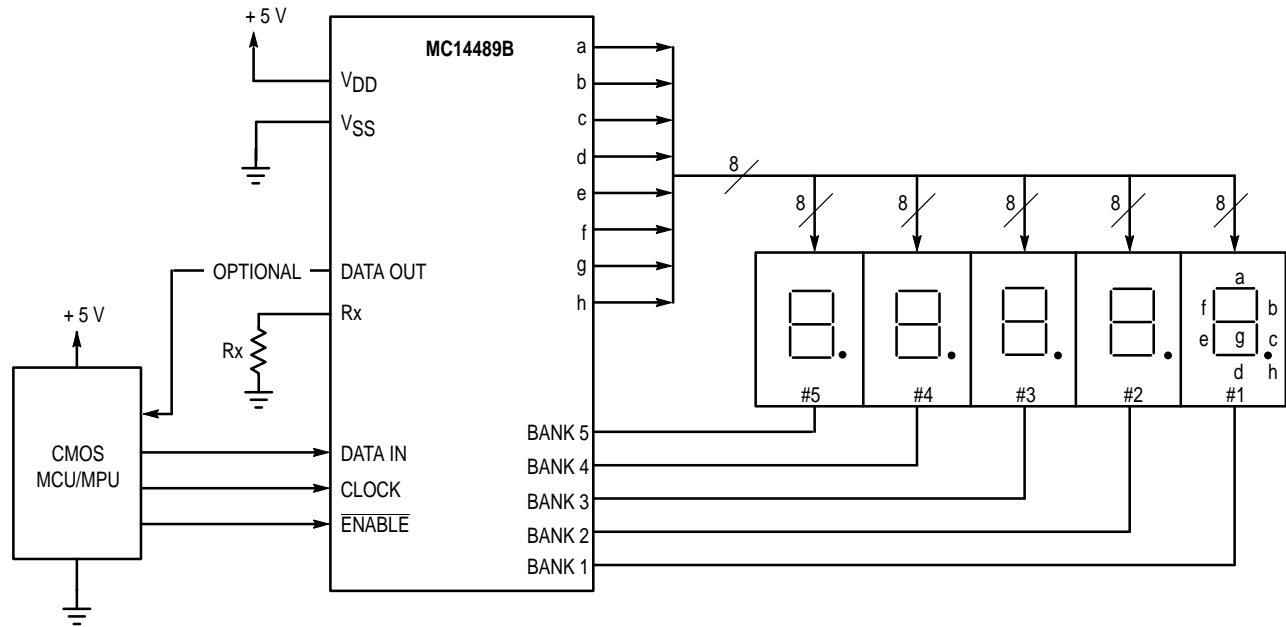 + 5 V
MC14489B
VDD
VSS
a
b
c
d
e
f
g
h
8
8
8
8
8
8
OPTIONAL
DATA OUT
Rx
Rx
+ 5 V
CMOS
MCU/MPU
DATA IN
CLOCK
ENABLE
BANK 5
BANK 4
BANK 3
BANK 2
BANK 1
a
f
b
g
e
c
d
h
#5
#4
#3
#2
#1